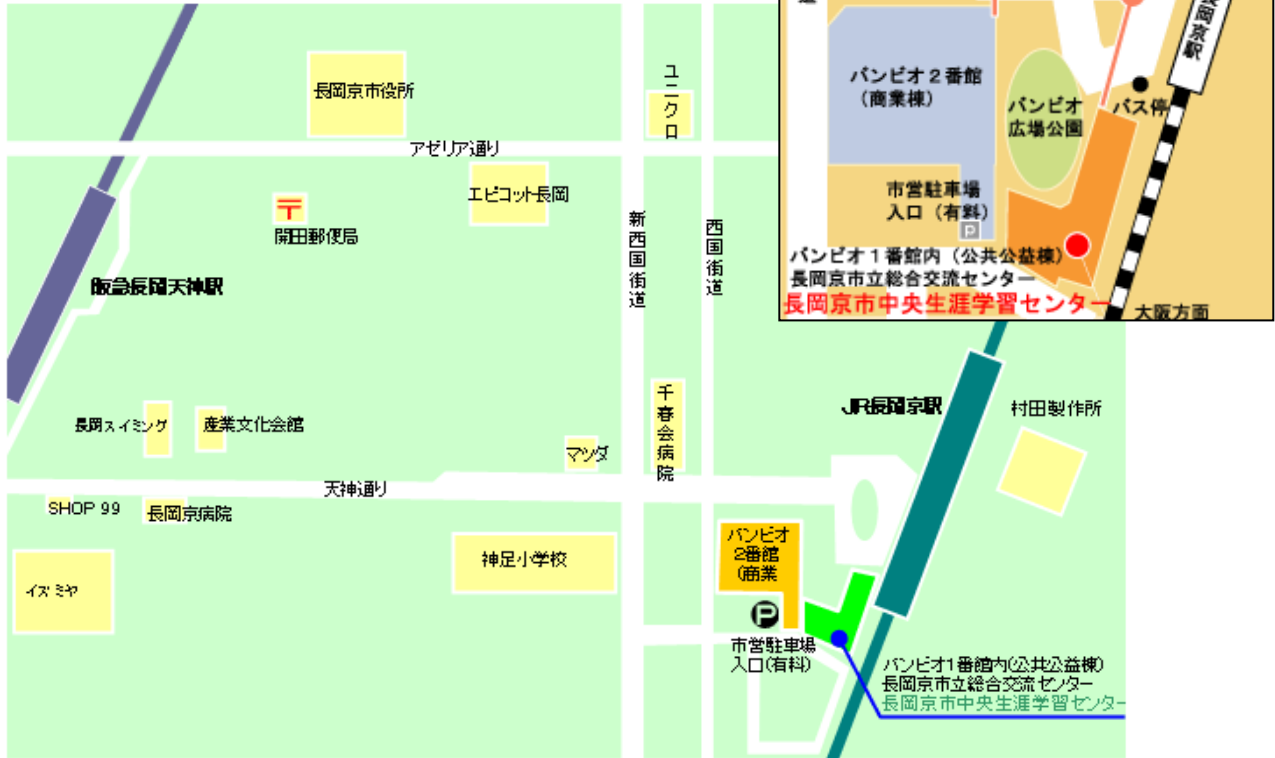 長岡京市役所
ユニクロ
アゼリア通り
エピコット長岡
〒
開田郵便局
新西国街道
西国街道
阪急長岡天神駅
長岡スイミング
産業文化会館
マツダ
千春会病院
天神通り
SHOP 99
長岡京病院
イズミヤ
神足小学校
JR長岡京駅
村田製作所
バンビオ
2番館
(商業
P
市営駐車場
入口(有料)
バンビオ1番館内(公共公益棟)
長岡京市立総合交流センター
長岡京市中央生涯学習センター
長岡京駅
バンビオ2番館
(商業棟)
バンビオ
広場公園
バス停
市営駐車場
入口(有料)
P
バンビオ1番館内(公共公益棟)
長岡京市立総合交流センター
長岡京市中央生涯学習センター
大阪方面